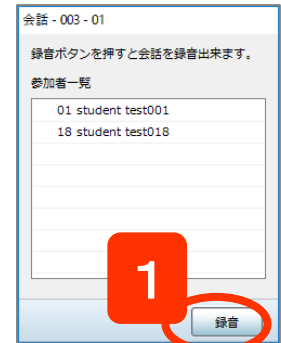 会話 - 003 - 01
録音ボタンを押すと会話を録音出来ます。
参加者一覧
01 student test001
18 student test018
1
録音